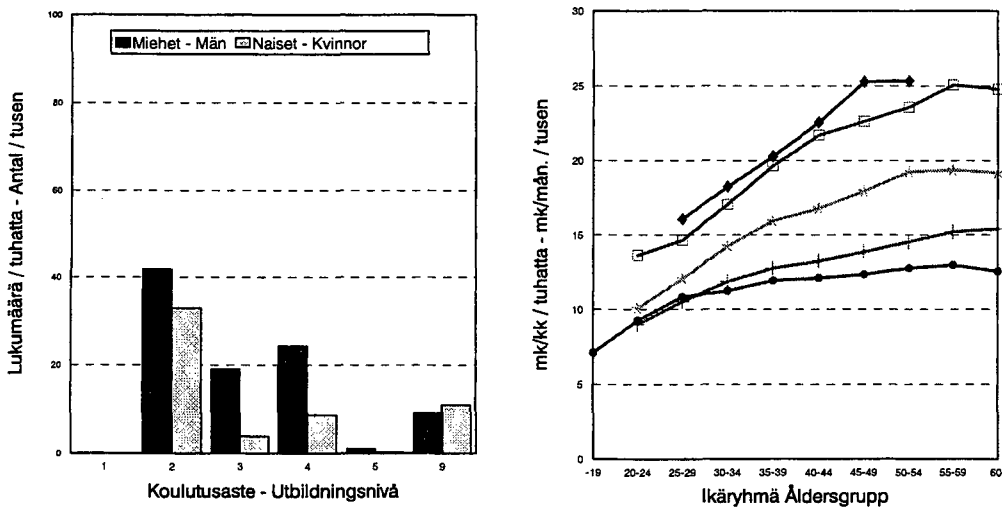 100
80
60
40
20
0
Lukumäärä / tuhatta - Antal / tusen
Miehet - Män
Naiset - Kvinnor
1 2 3 4 5 9
Koulutusaste - Utbildningsnivå
30
25
20
15
10
5
0
mk/kk / tuhatta - mk/mån. / tusen
-19 20-24 25-29 30-34 35-39 40-44 45-49 50-54 55-59 60
Ikäryhmä Åldersgrupp